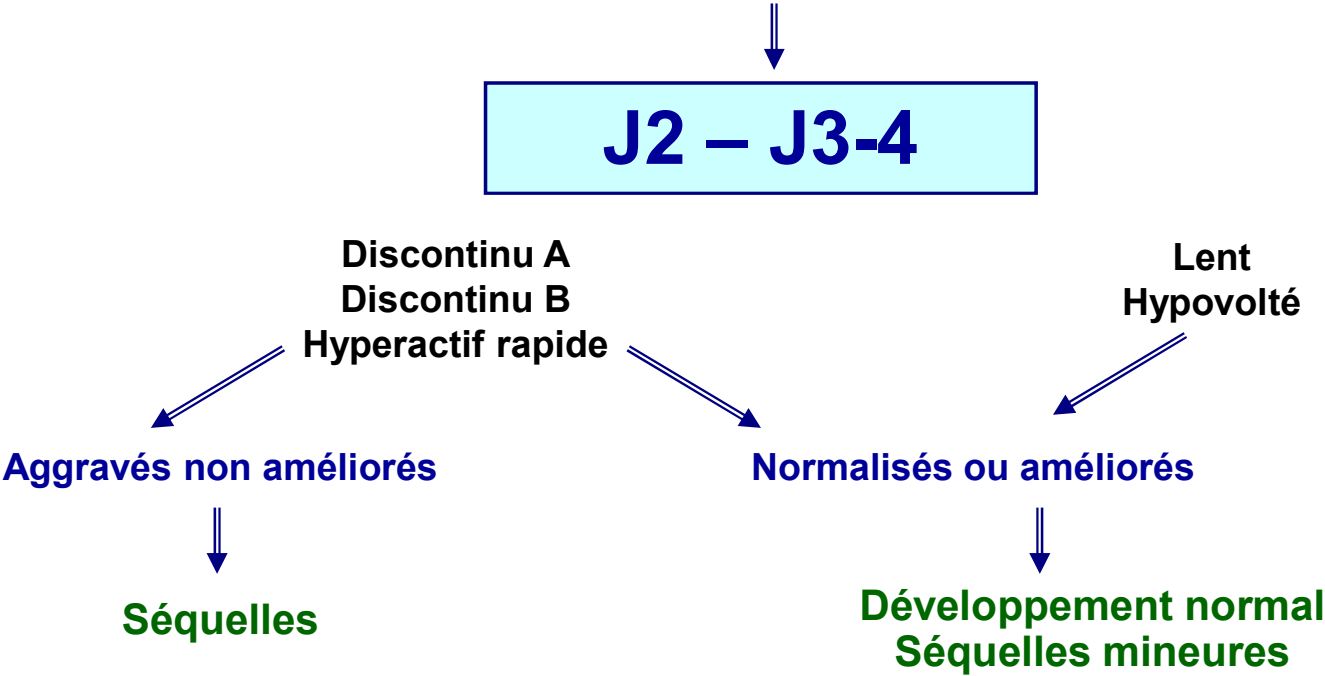 J2 – J3-4
Discontinu A
Discontinu B
Hyperactif rapide
Lent
Hypovolté
Aggravés non améliorés
Normalisés ou améliorés
Séquelles
Développement normal
Séquelles mineures